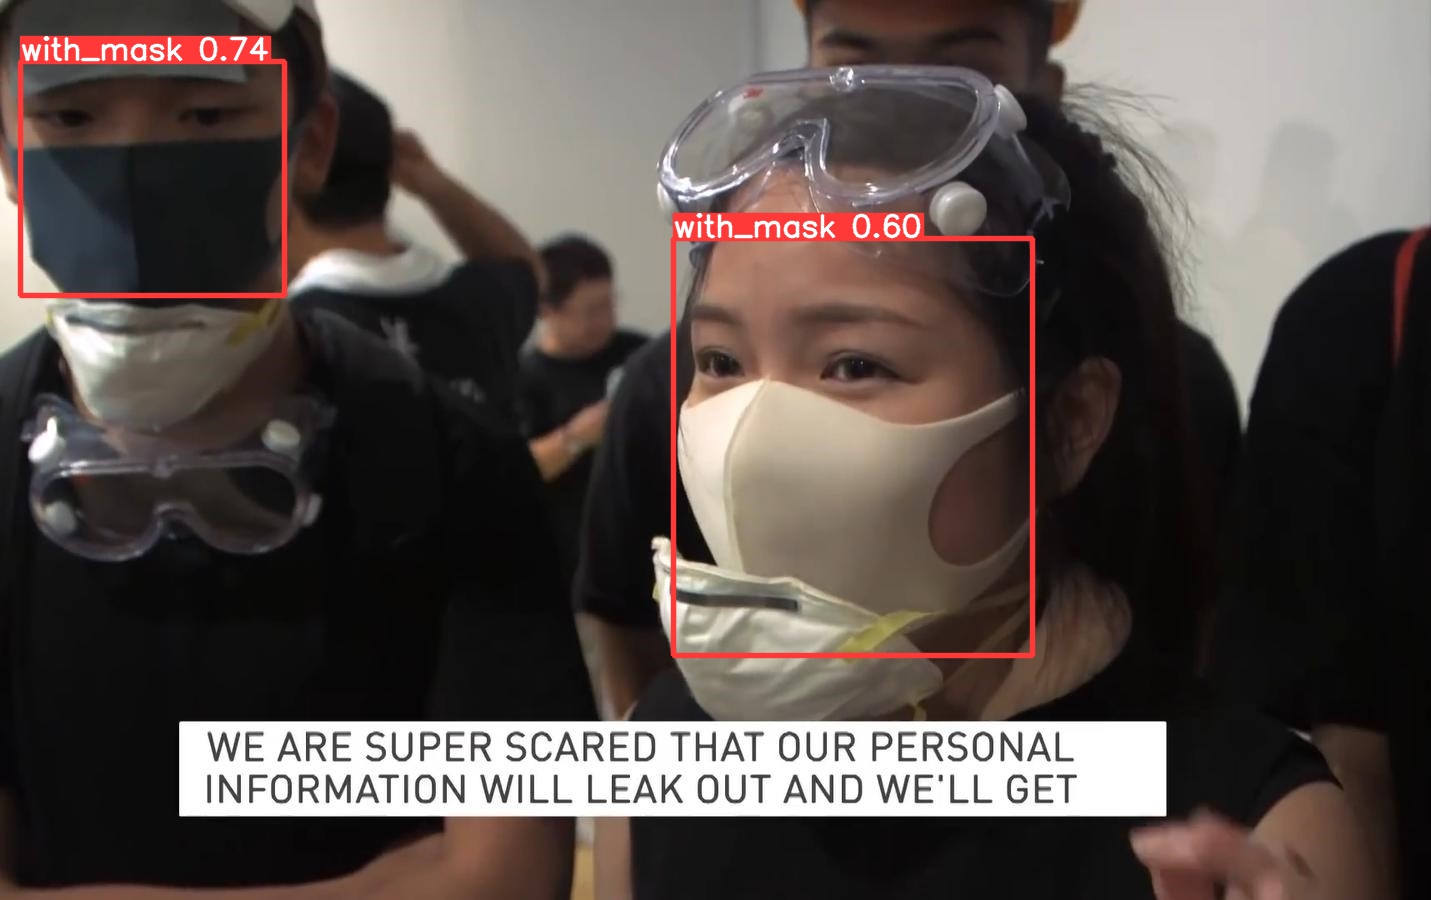 with_mask 0.74
with_mask 0.60
WE ARE SUPER SCARED THAT OUR PERSONAL
INFORMATION WILL LEAK OUT AND WE'LL GET